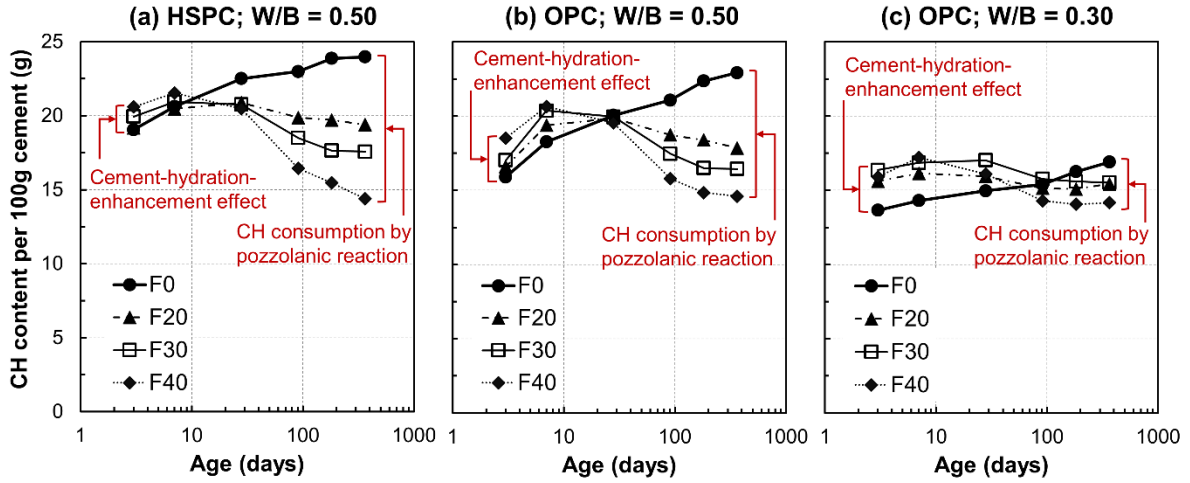 (a) HSPC; W/B = 0.50
(b) OPC; W/B = 0.50
(c) OPC; W/B = 0.30
CH content per 100g cement (g)
25
20
15
10
5
0
Cement-hydration-
enhancement effect
CH consumption by
pozzolanic reaction
F0
F20
F30
F40
1
10
100
1000
Age (days)
Cement-hydration-
enhancement effect
CH consumption by
pozzolanic reaction
F0
F20
F30
F40
1
10
100
1000
Age (days)
Cement-hydration-
enhancement effect
CH consumption by
pozzolanic reaction
F0
F20
F30
F40
1
10
100
1000
Age (days)